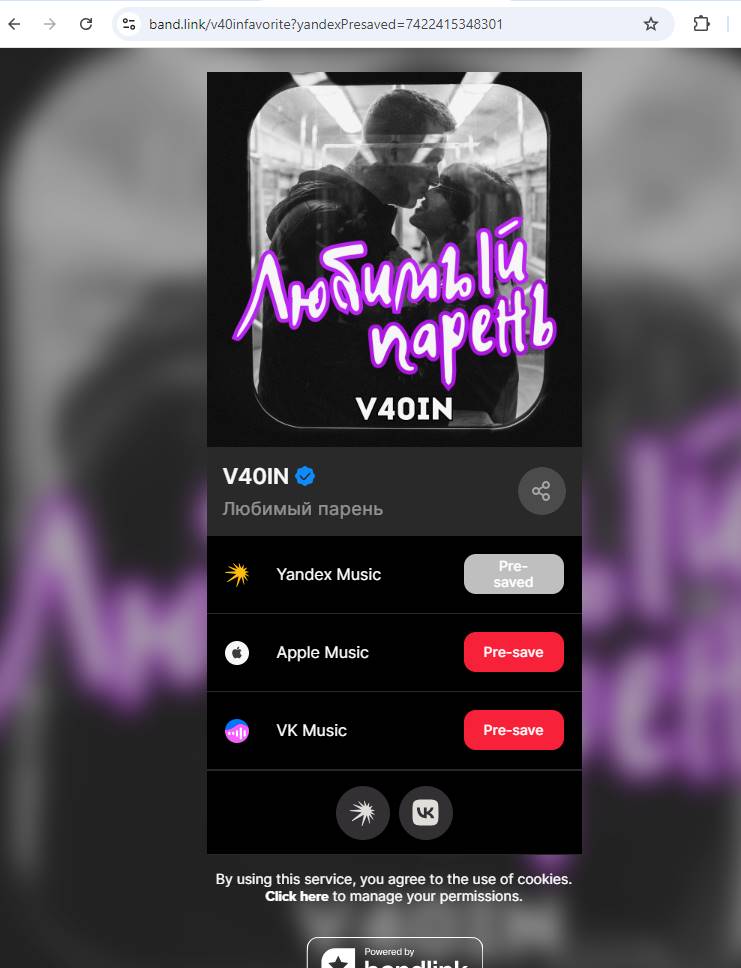 band.link/v40infavorite?yandexPresaved=7422415348301
Любимый
парень
V40IN
V40IN
Любимый парень
Yandex Music
Pre-
saved
Apple Music
Pre-save
VK Music
Pre-save
By using this service, you agree to the use of cookies.
Click here to manage your permissions.
Powered by
bandlink